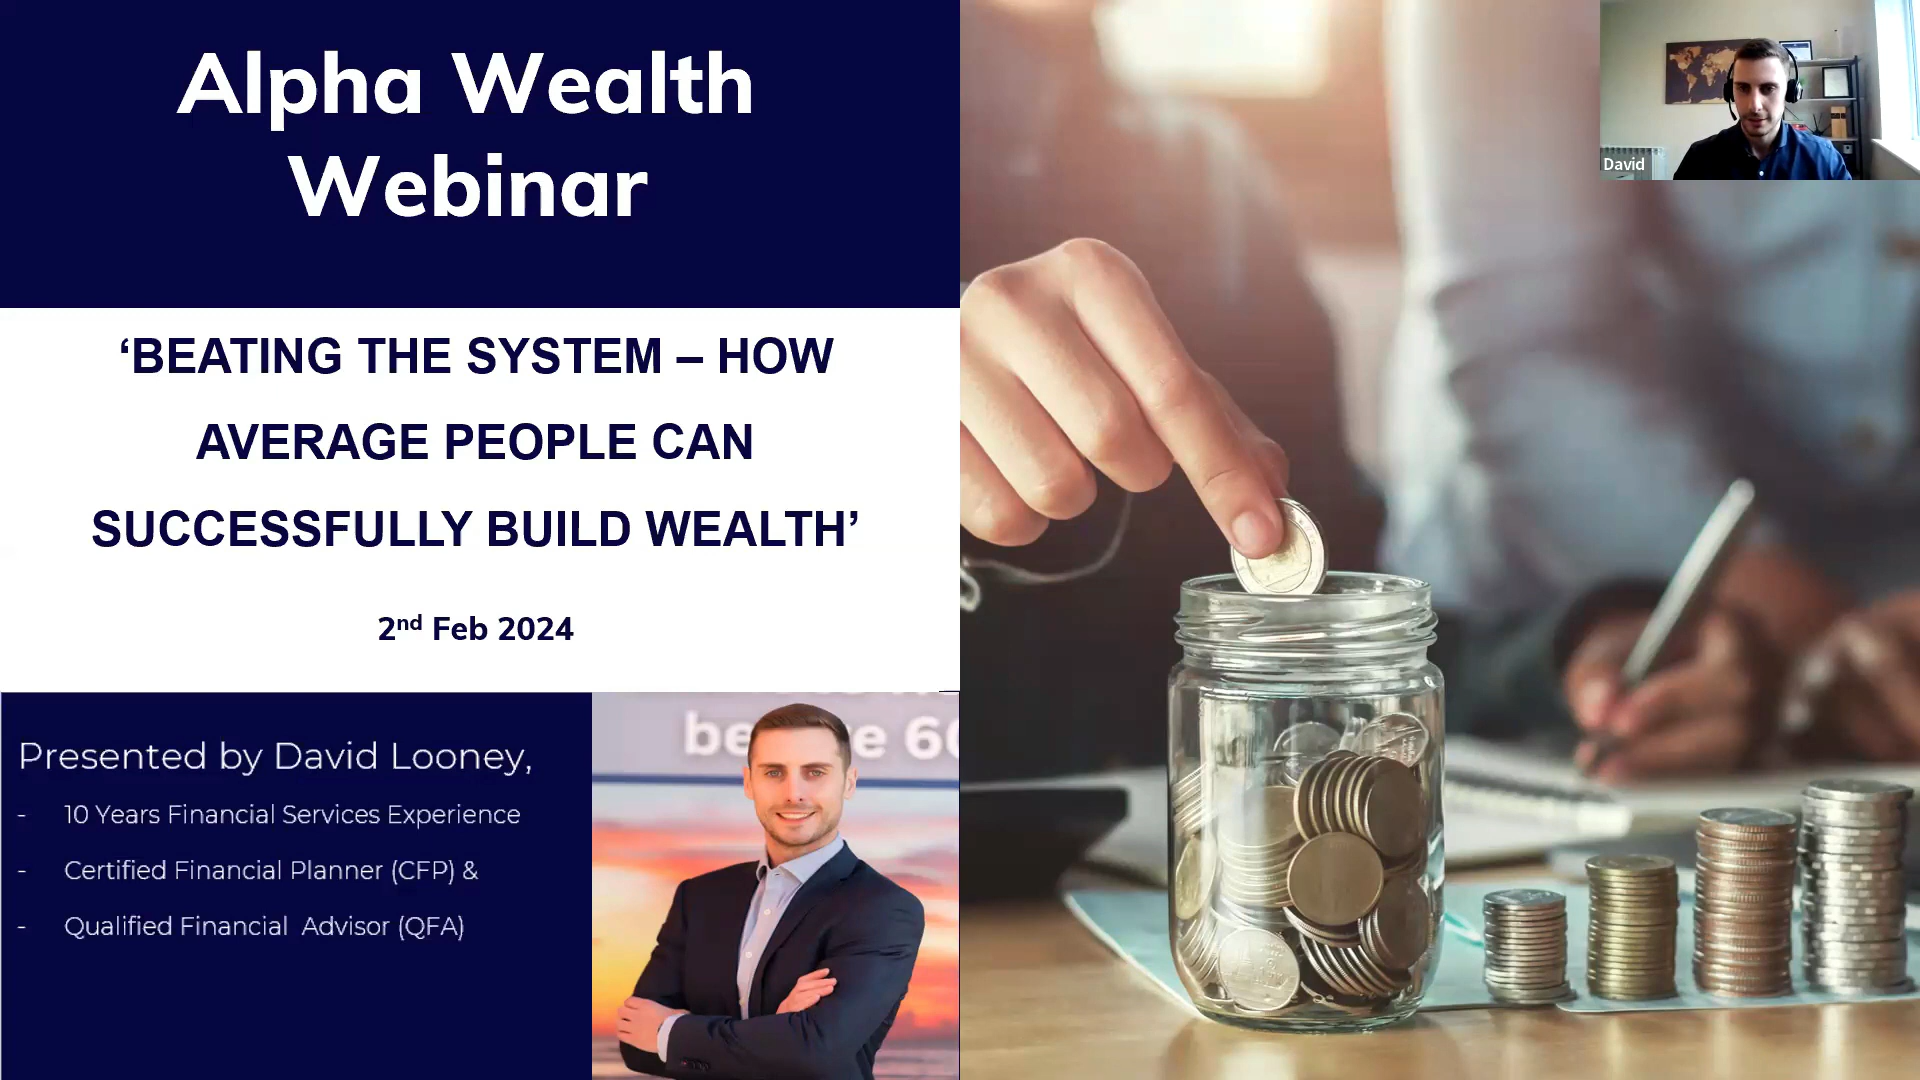 Alpha Wealth
Webinar
‘BEATING THE SYSTEM – HOW
AVERAGE PEOPLE CAN
SUCCESSFULLY BUILD WEALTH’
2nd Feb 2024
Presented by David Looney,
- 10 Years Financial Services Experience
- Certified Financial Planner (CFP) &
- Qualified Financial Advisor (QFA)
David